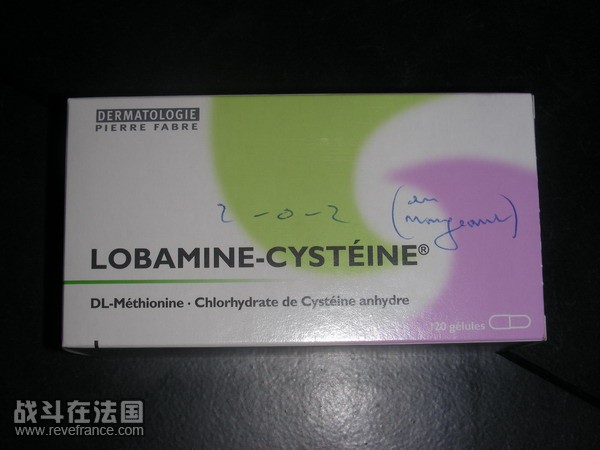 DERMATOLOGIE
PIERRE FABRE
2 - 0 - 2 (en
mangeant)
LOBAMINE-CYSTÉINE®
DL-Méthionine · Chlorhydrate de Cystéine anhydre
120 gélules
战斗在法国
www.revefrance.com